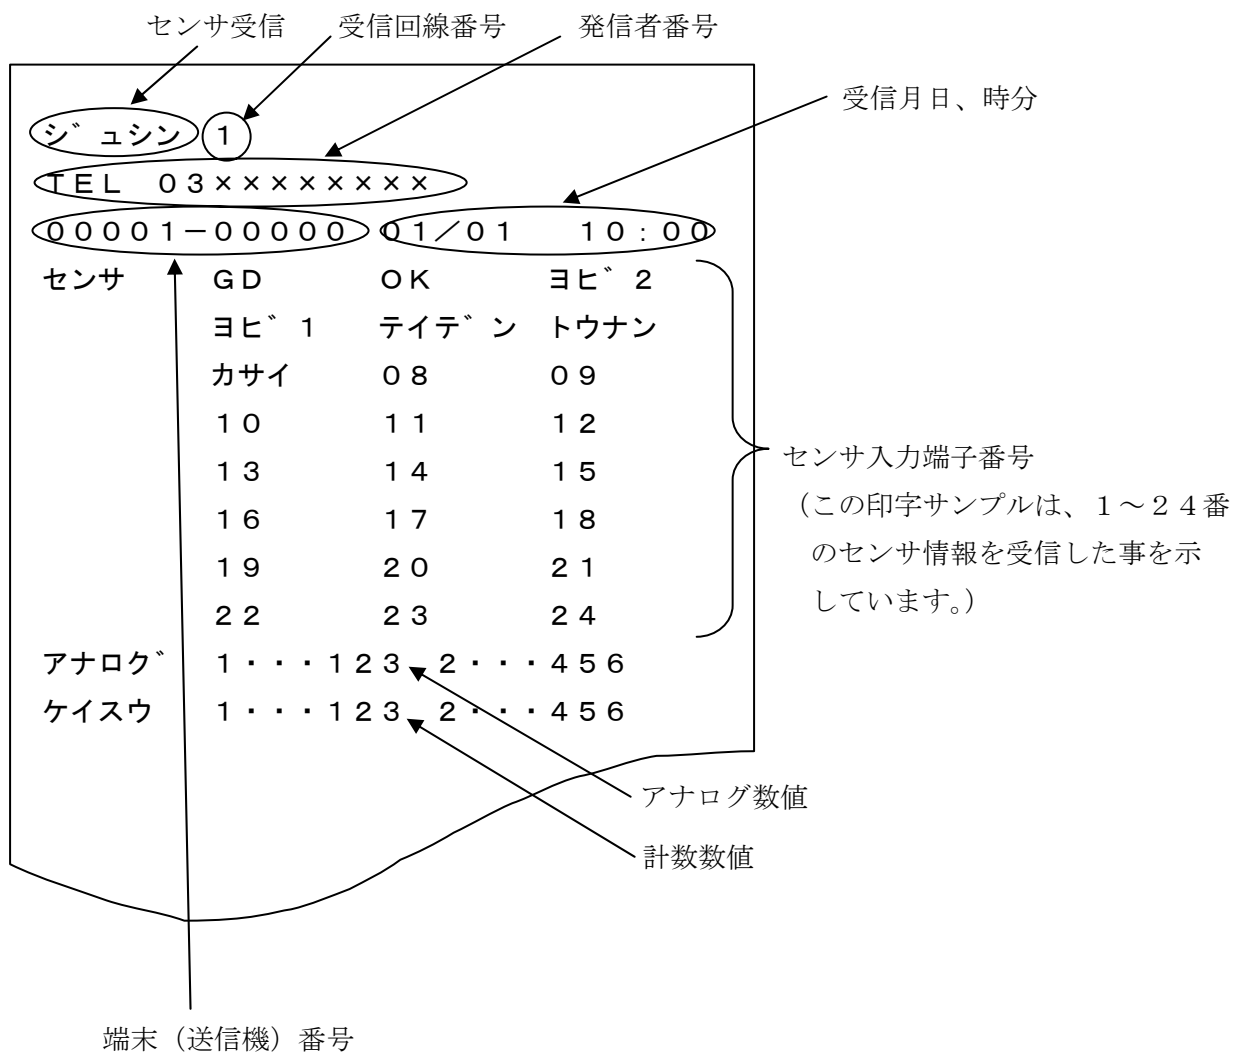 センサ受信 受信回線番号 発信者番号
受信月日、時分
ジュシン 1
TEL 03××××××××
00001-00000 01/01 10:00
センサ GD OK ヨビ゛2
ヨビ゛1 テイデ゛ン トウナン
カサイ 08 09
10 11 12
13 14 15
16 17 18
19 20 21
22 23 24
センサ入力端子番号
(この印字サンプルは、1~24番
のセンサ情報を受信した事を示
しています。)
アナログ 1・・・123 2・・・456
ケイスウ 1・・・123 2・・・456
アナログ数値
計数数値
端末(送信機)番号